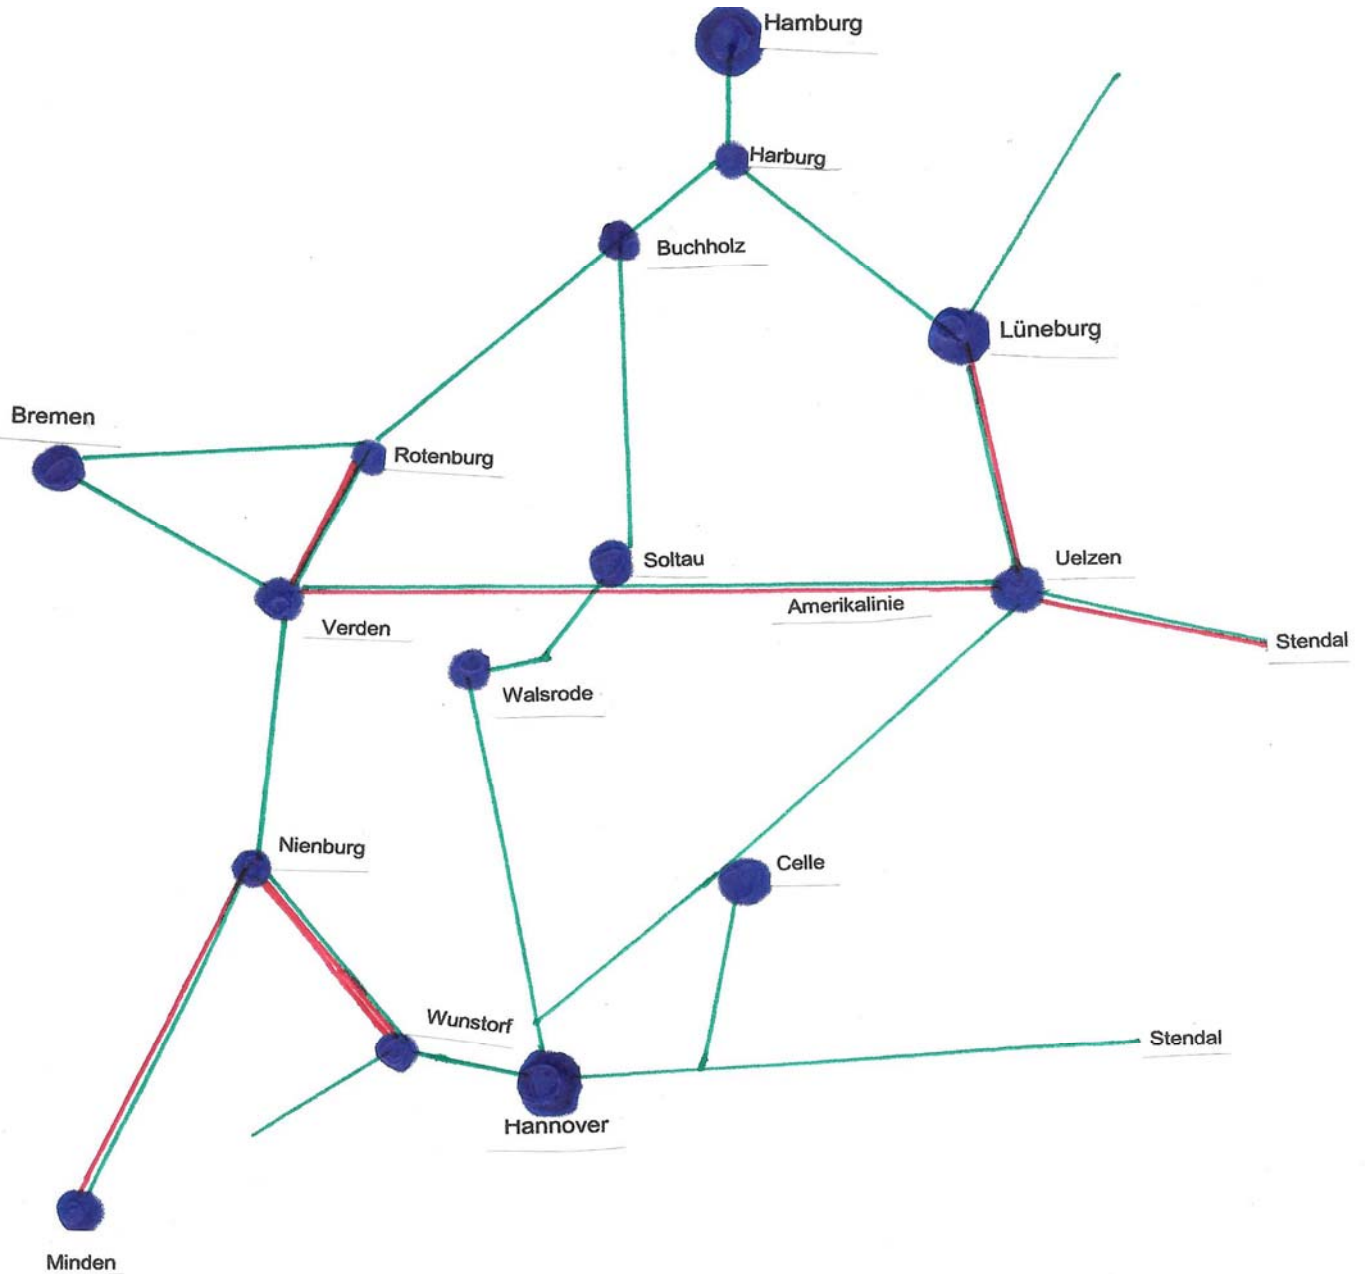 Hamburg
Harburg
Buchholz
Lüneburg
Bremen
Rotenburg
Soltau
Uelzen
Amerikalinie
Verden
Stendal
Walsrode
Nienburg
Celle
Wunstorf
Stendal
Hannover
Minden